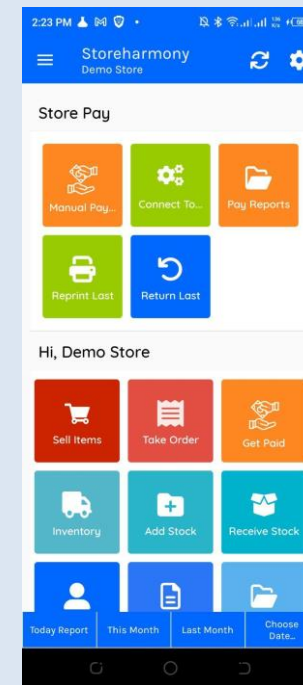 2:23 PM
Storeharmony
Demo Store
Store Pay
Manual Pay...
Connect To...
Pay Reports
Reprint Last
Return Last
Hi, Demo Store
Sell Items
Take Order
Get Paid
Inventory
Add Stock
Receive Stock
Today Report
This Month
Last Month
Choose
Date...